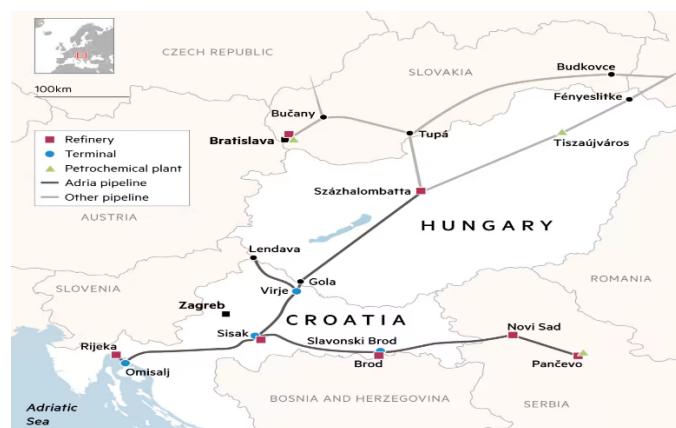 CZECH REPUBLIC
SLOVAKIA
Budkovce
100km
Fényeslitke
Bučany
Refinery
Terminal
Petrochemical plant
Adria pipeline
Other pipeline
Bratislava
Tupá
Tiszaújváros
Százhalombatta
AUSTRIA
HUNGARY
Lendava
Gola
Virje
ROMANIA
SLOVENIA
Zagreb
CROATIA
Sisak
Slavonski Brod
Novi Sad
Rijeka
Omisalj
Brod
Pančevo
BOSNIA AND HERZEGOVINA
SERBIA
Adriatic
Sea